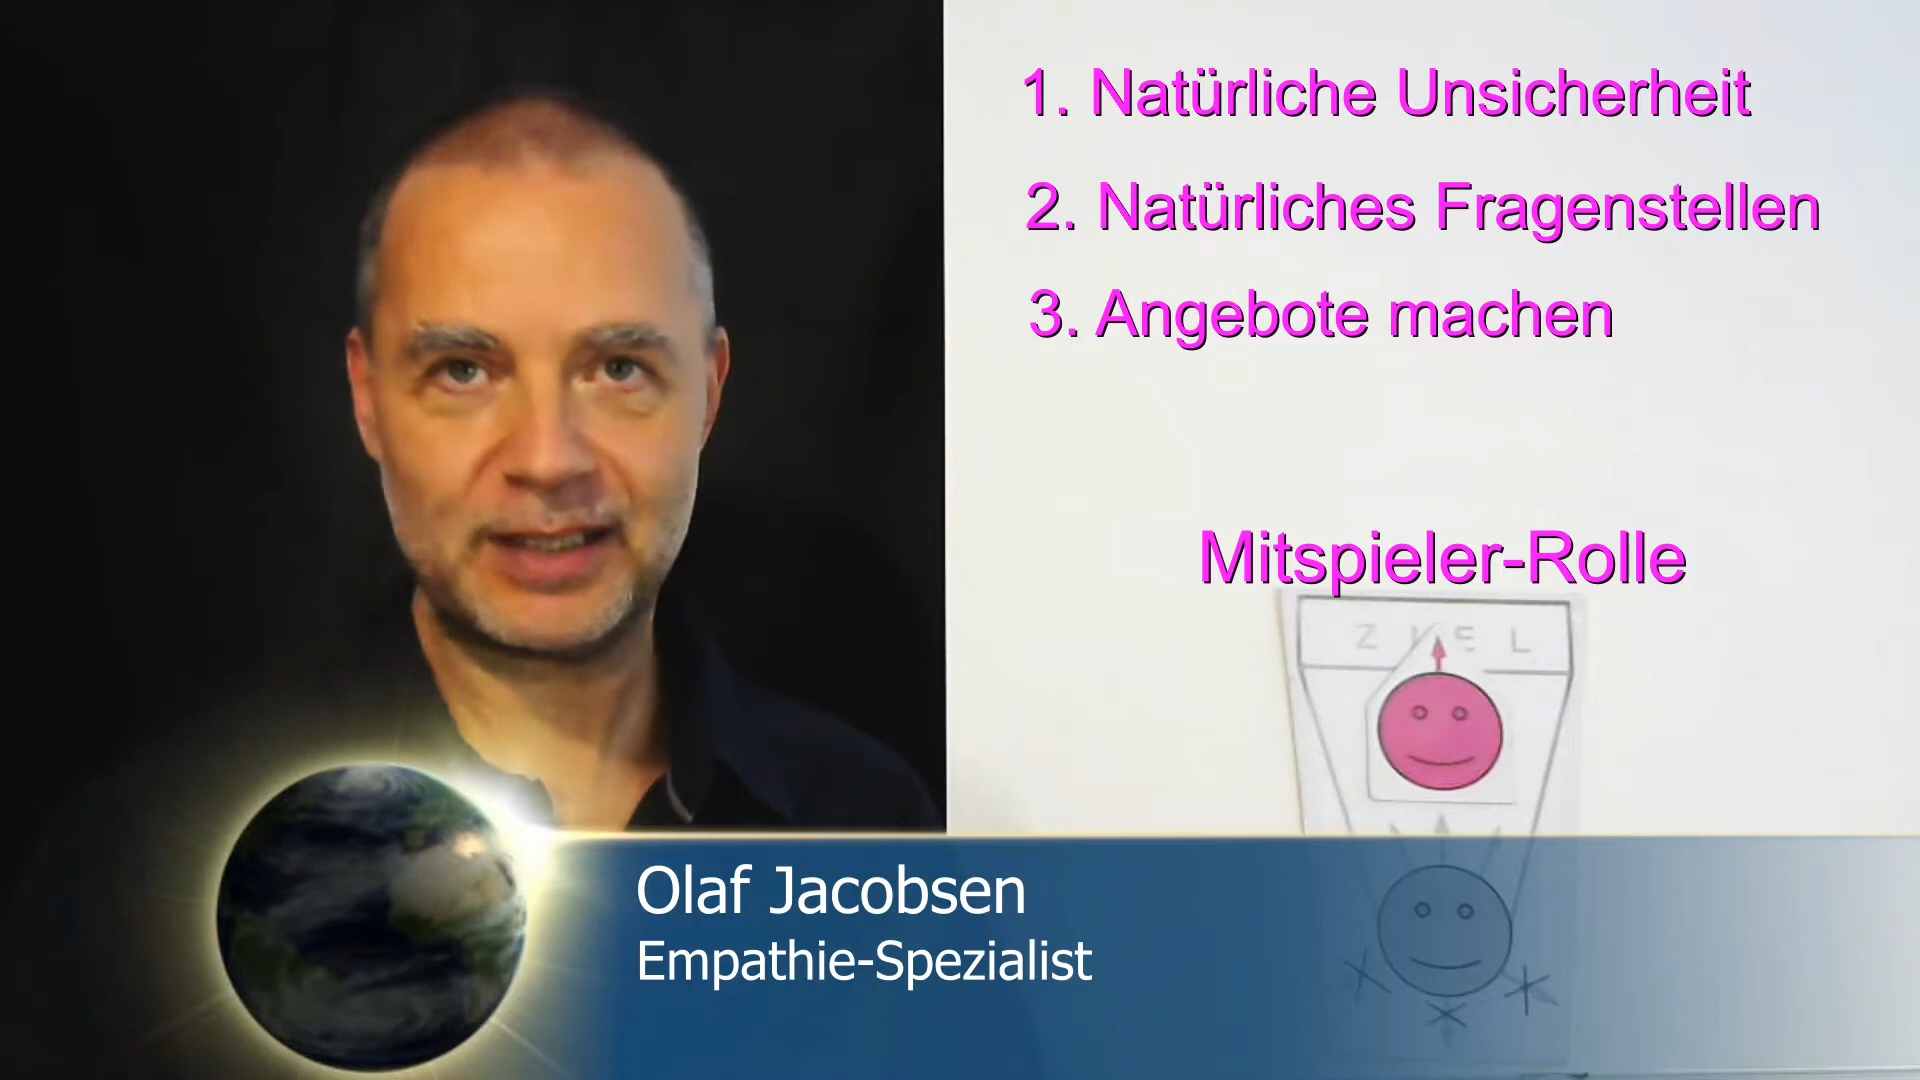 1. Natürliche Unsicherheit
2. Natürliches Fragenstellen
3. Angebote machen
Mitspieler-Rolle
Z I E L
Olaf Jacobsen
Empathie-Spezialist